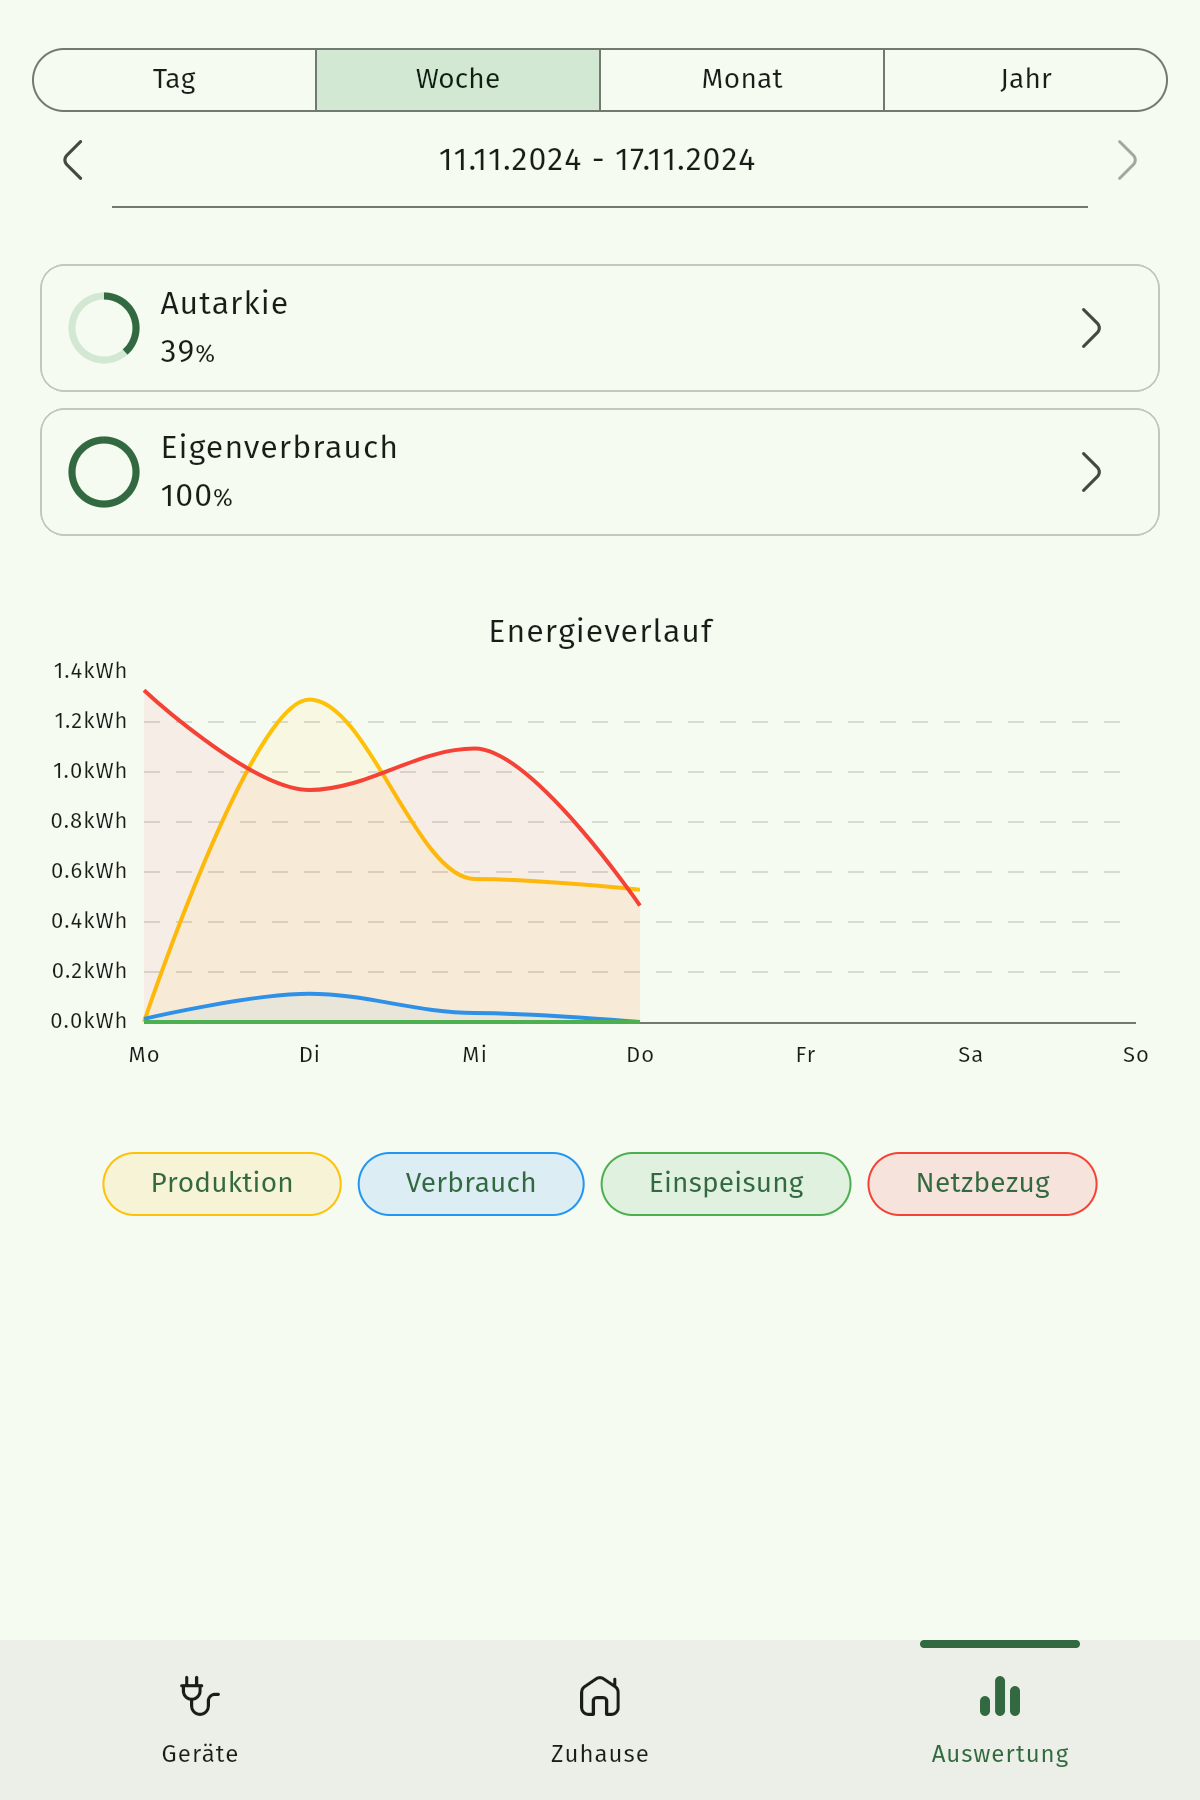 Tag Woche Monat Jahr
11.11.2024 - 17.11.2024
Autarkie
39%
Eigenverbrauch
100%
Energieverlauf
1.4kWh
1.2kWh
1.0kWh
0.8kWh
0.6kWh
0.4kWh
0.2kWh
0.0kWh
Mo Di Mi Do Fr Sa So
Produktion Verbrauch Einspeisung Netzbezug
Geräte Zuhause Auswertung